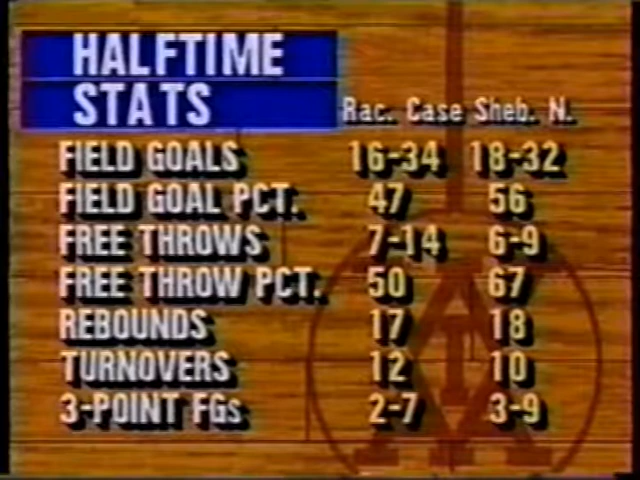 HALFTIME
STATS
Rac. Case Sheb. N.
FIELD GOALS 16-34 18-32
FIELD GOAL PCT. 47 56
FREE THROWS 7-14 6-9
FREE THROW PCT. 50 67
REBOUNDS 17 18
TURNOVERS 12 10
3-POINT FGs 2-7 3-9